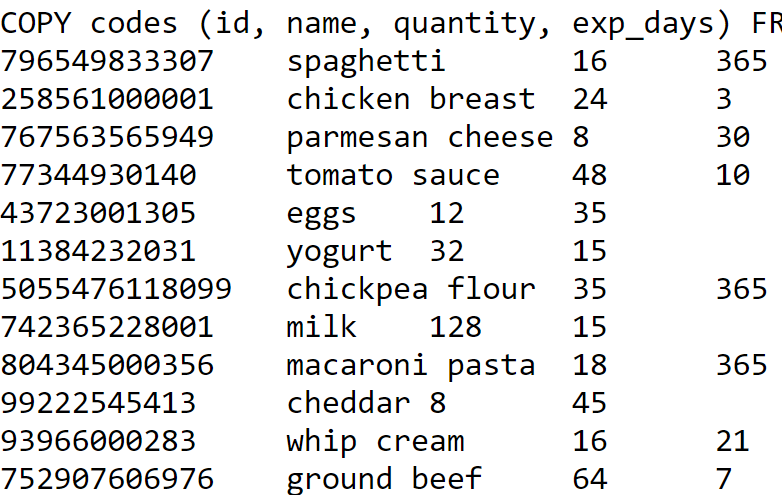 COPY codes (id, name, quantity, exp_days) FR
796549833307 spaghetti 16 365
258561000001 chicken breast 24 3
767563565949 parmesan cheese 8 30
77344930140 tomato sauce 48 10
43723001305 eggs 12 35
11384232031 yogurt 32 15
5055476118099 chickpea flour 35 365
742365228001 milk 128 15
804345000356 macaroni pasta 18 365
99222545413 cheddar 8 45
93966000283 whip cream 16 21
752907606976 ground beef 64 7